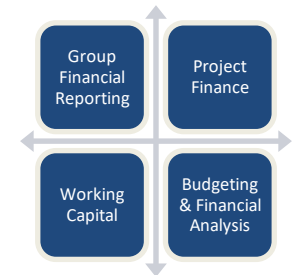 Group
Financial
Reporting
Project
Finance
Working
Capital
Budgeting
& Financial
Analysis